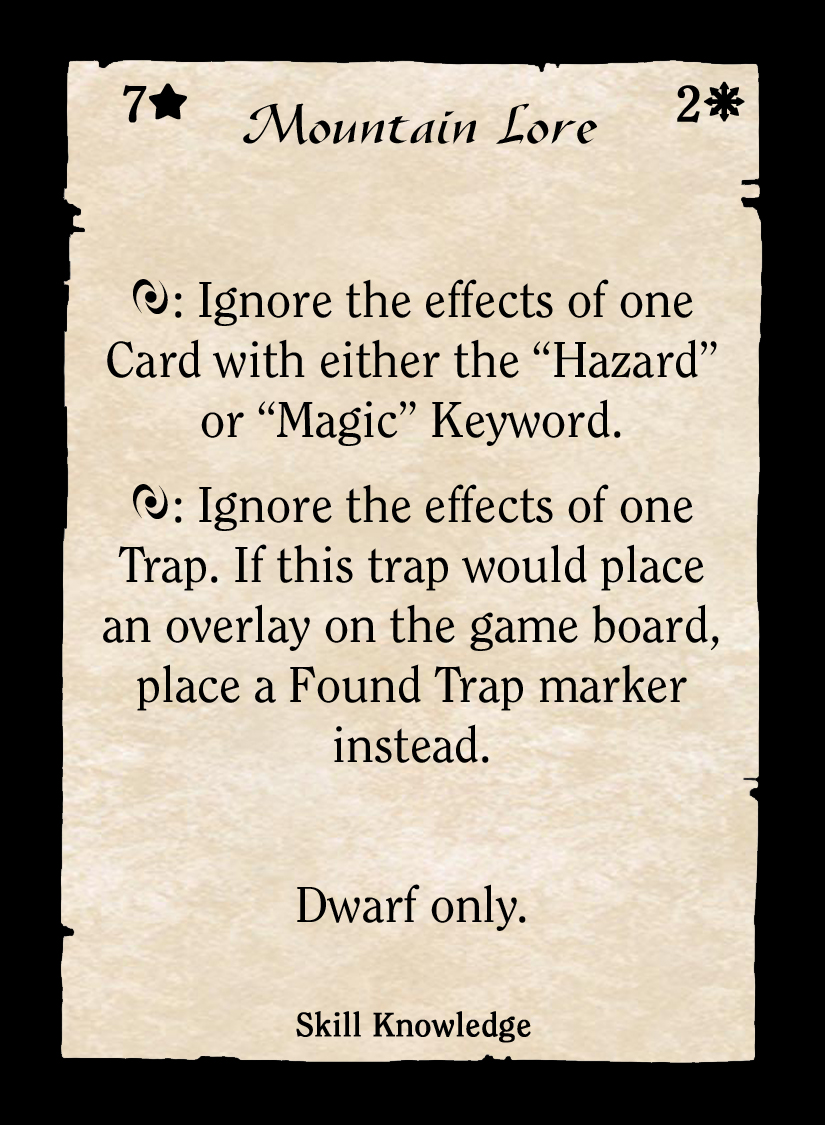 7★ Mountain Lore 2
: Ignore the effects of one
Card with either the “Hazard”
or “Magic” Keyword.
: Ignore the effects of one
Trap. If this trap would place
an overlay on the game board,
place a Found Trap marker
instead.
Dwarf only.
Skill Knowledge